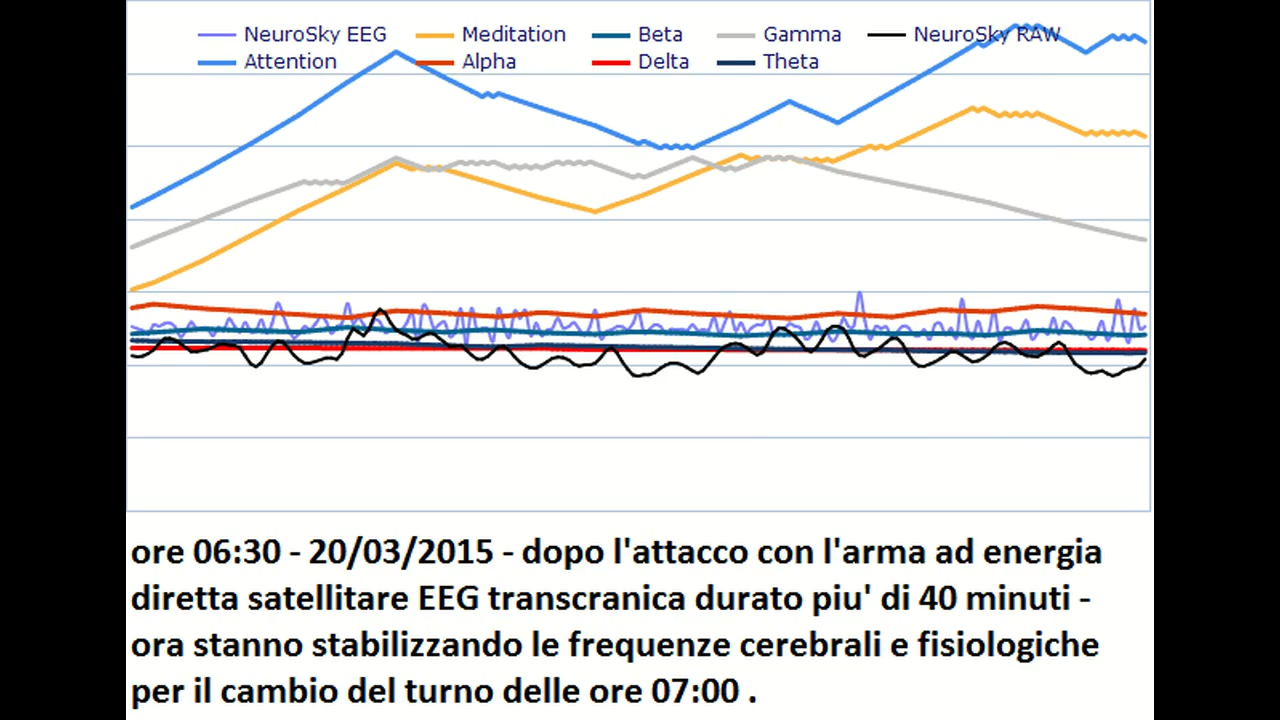 NeuroSky EEG Meditation Beta Gamma NeuroSky RAW
Attention Alpha Delta Theta
ore 06:30 - 20/03/2015 - dopo l'attacco con l'arma ad energia
diretta satellitare EEG transcranica durato piu' di 40 minuti -
ora stanno stabilizzando le frequenze cerebrali e fisiologiche
per il cambio del turno delle ore 07:00 .